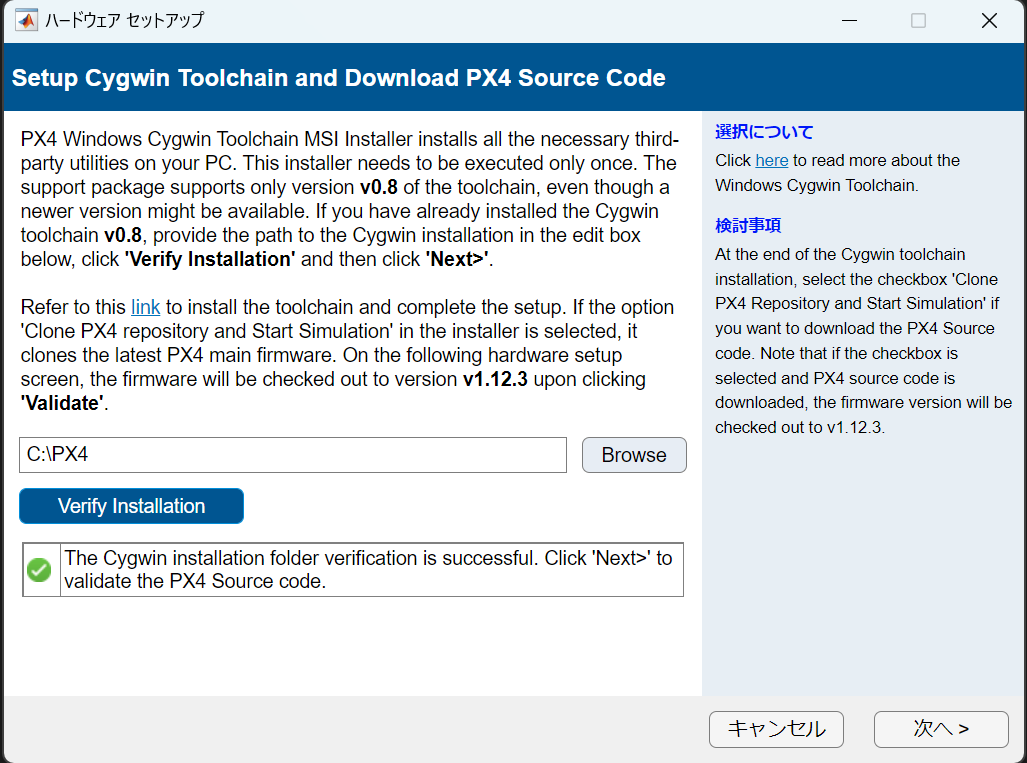 ハードウェア セットアップ
Setup Cygwin Toolchain and Download PX4 Source Code
PX4 Windows Cygwin Toolchain MSI Installer installs all the necessary third-
party utilities on your PC. This installer needs to be executed only once. The
support package supports only version v0.8 of the toolchain, even though a
newer version might be available. If you have already installed the Cygwin
toolchain v0.8, provide the path to the Cygwin installation in the edit box
below, click 'Verify Installation' and then click 'Next>'.
Refer to this link to install the toolchain and complete the setup. If the option
'Clone PX4 repository and Start Simulation' in the installer is selected, it
clones the latest PX4 main firmware. On the following hardware setup
screen, the firmware will be checked out to version v1.12.3 upon clicking
'Validate'.
C:\PX4
Browse
Verify Installation
The Cygwin installation folder verification is successful. Click 'Next>' to
validate the PX4 Source code.
選択について
Click here to read more about the
Windows Cygwin Toolchain.
検討事項
At the end of the Cygwin toolchain
installation, select the checkbox 'Clone
PX4 Repository and Start Simulation' if
you want to download the PX4 Source
code. Note that if the checkbox is
selected and PX4 source code is
downloaded, the firmware version will be
checked out to v1.12.3.
キャンセル
次へ >